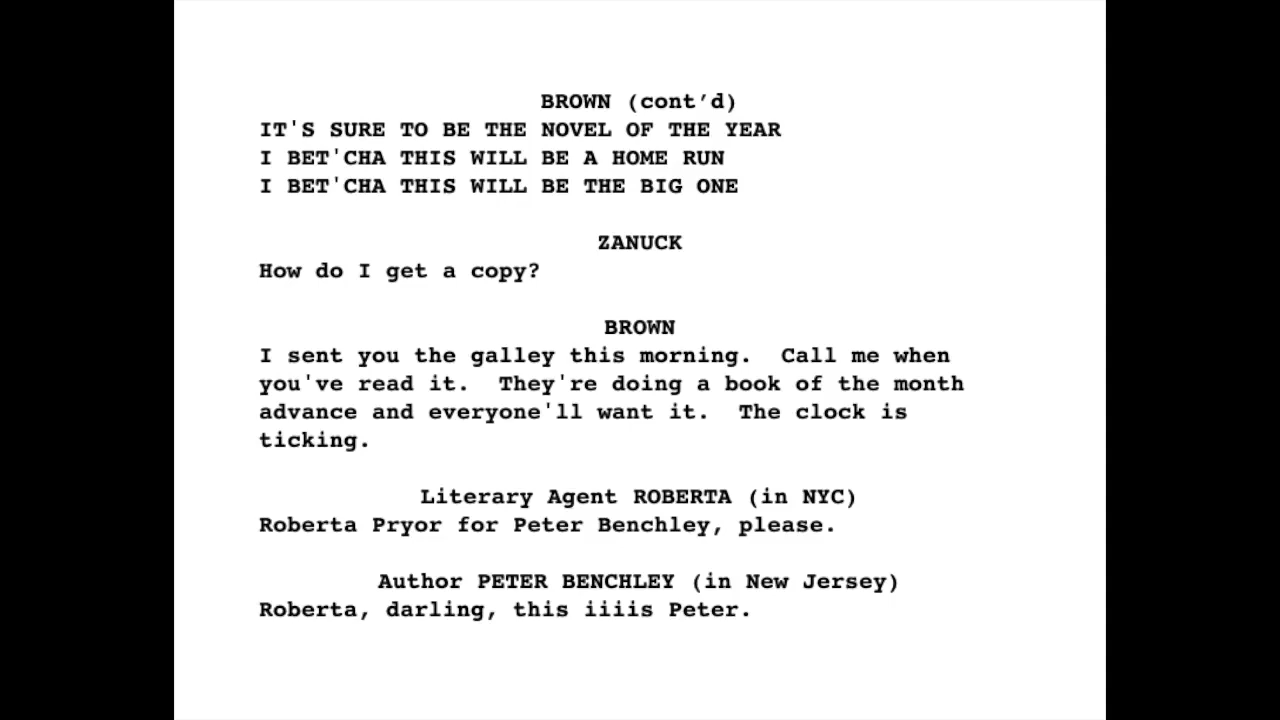 BROWN (cont’d)
IT'S SURE TO BE THE NOVEL OF THE YEAR
I BET'CHA THIS WILL BE A HOME RUN
I BET'CHA THIS WILL BE THE BIG ONE
ZANUCK
How do I get a copy?
BROWN
I sent you the galley this morning.  Call me when
you've read it.  They're doing a book of the month
advance and everyone'll want it.  The clock is
ticking.
Literary Agent ROBERTA (in NYC)
Roberta Pryor for Peter Benchley, please.
Author PETER BENCHLEY (in New Jersey)
Roberta, darling, this iiiis Peter.